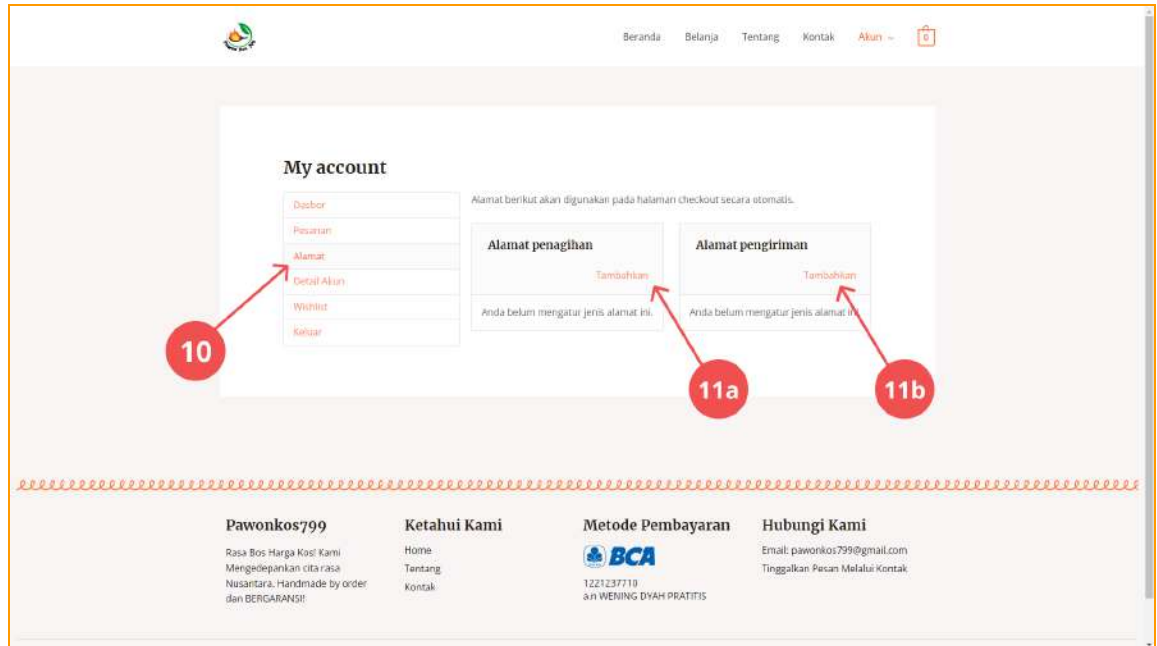 Beranda Belanja Tentang Kontak Akun 0
My account
Dasbor
Pesanan
Alamat
Detail Akun
Wishlist
Keluar
Alamat berikut akan digunakan pada halaman checkout secara otomatis.
Alamat penagihan
Tambahkan
Anda belum mengatur jenis alamat ini.
Alamat pengiriman
Tambahkan
Anda belum mengatur jenis alamat
10
11a
11b
Pawonkos799
Rasa Bos Harga Kos! Kami
Mengedepankan cita rasa
Nusantara. Handmade by order
dan BERGARANSI!
Ketahui Kami
Home
Tentang
Kontak
Metode Pembayaran
BCA
1221237710
a.n WENING DYAH PRATITIS
Hubungi Kami
Email: pawonkos799@gmail.com
Tinggalkan Pesan Melalui Kontak